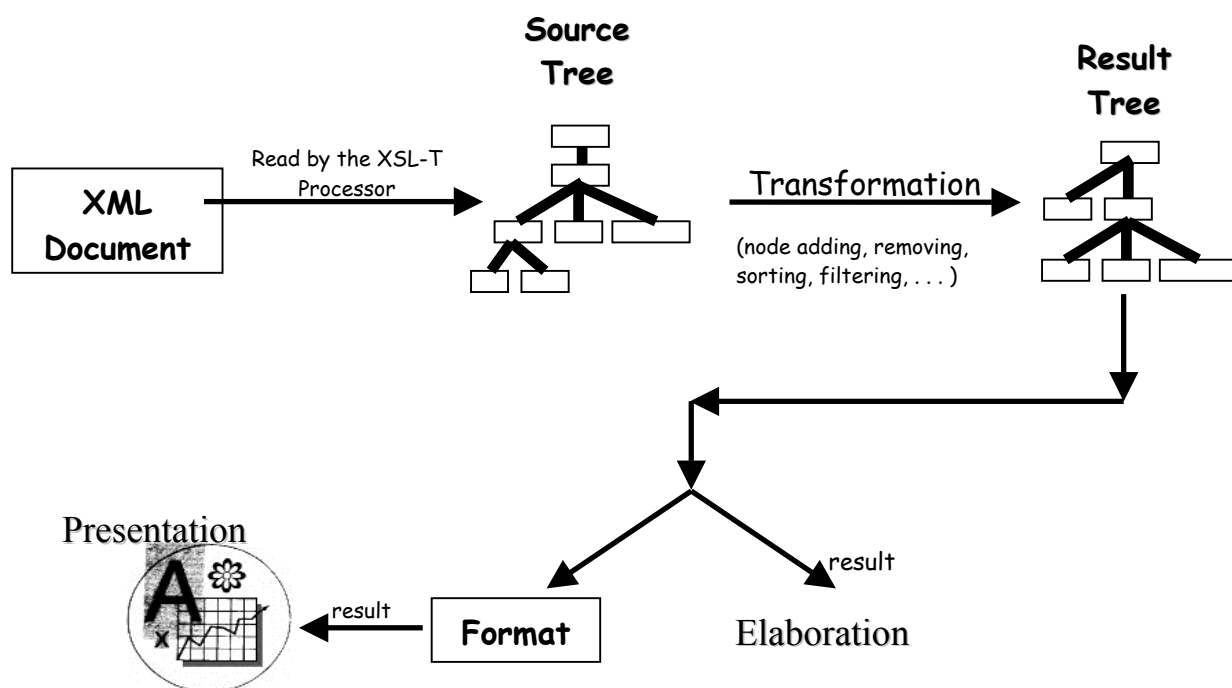 Source
Tree
Result
Tree
Read by the XSL-T
Processor
XML
Document
Transformation
(node adding, removing,
sorting, filtering, . . . )
Presentation
A
x
result
Format
result
Elaboration